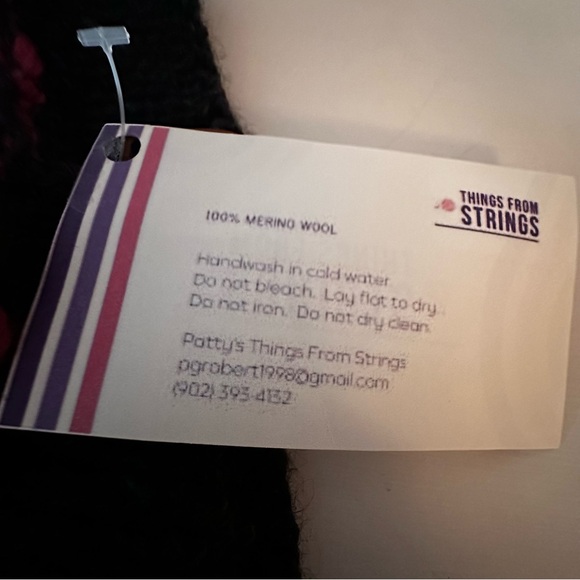 THINGS FROM
STRINGS
100% MERINO WOOL
Handwash in cold water.
Do not bleach. Lay flat to dry.
Do not iron. Do not dry clean.
Patty's Things From Strings
pgrobert1998@gmail.com
(902) 393-4132